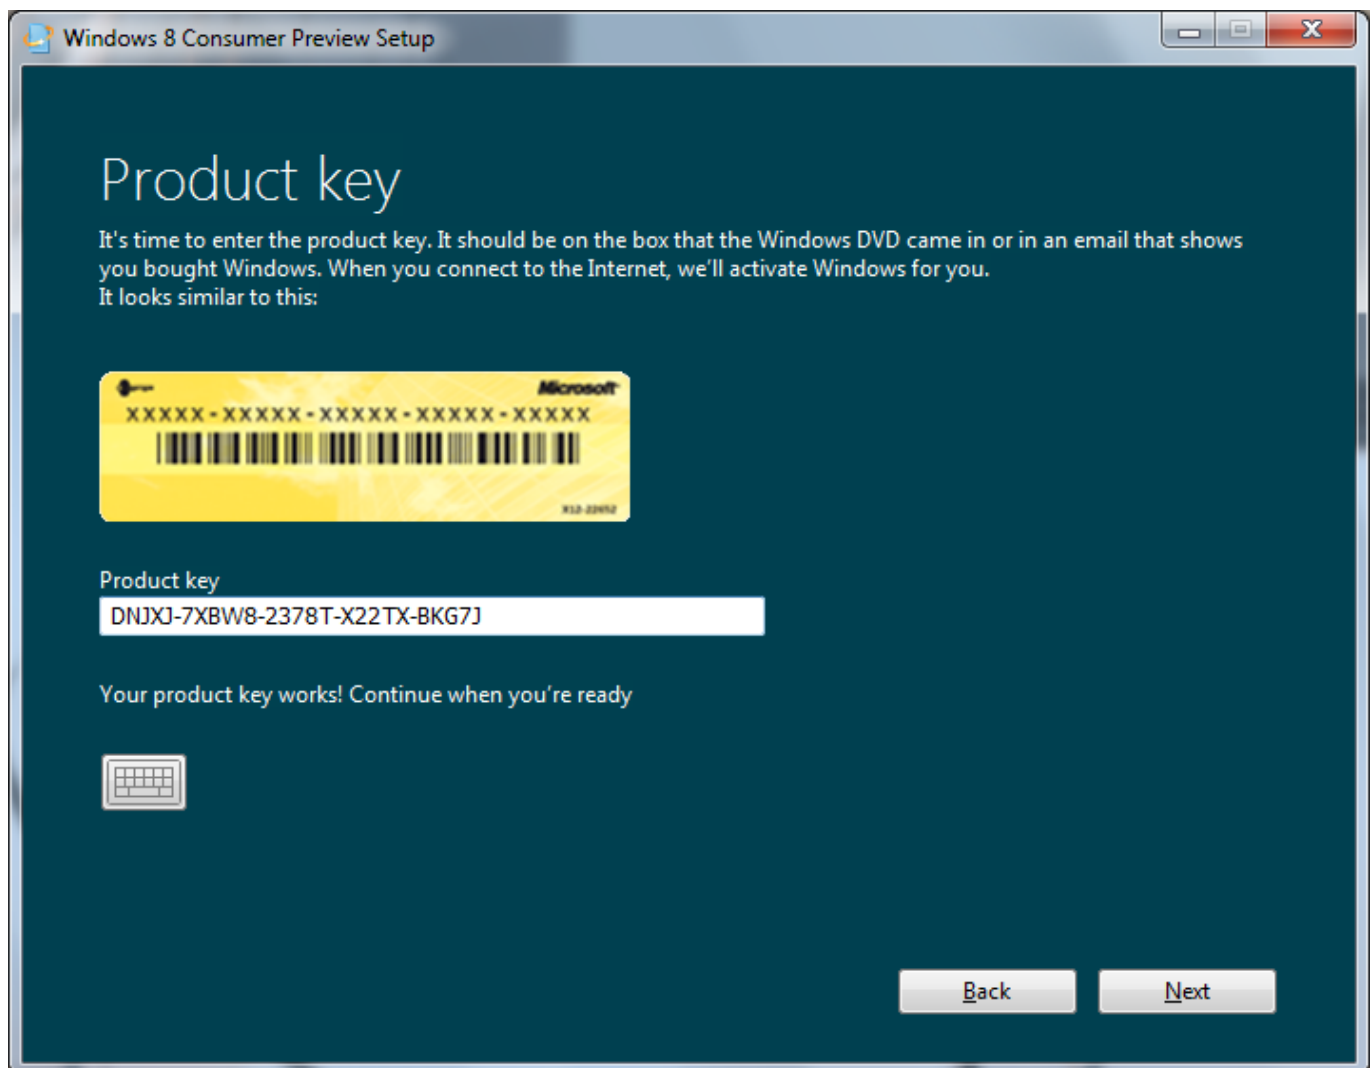 Windows 8 Consumer Preview Setup
Product key
It's time to enter the product key. It should be on the box that the Windows DVD came in or in an email that shows
you bought Windows. When you connect to the Internet, we'll activate Windows for you.
It looks similar to this:
Microsoft
XXXXX-XXXXX-XXXXX-XXXXX-XXXXX
X12-22652
Product key
DNJXJ-7XBW8-2378T-X22TX-BKG7J
Your product key works! Continue when you're ready
Back
Next